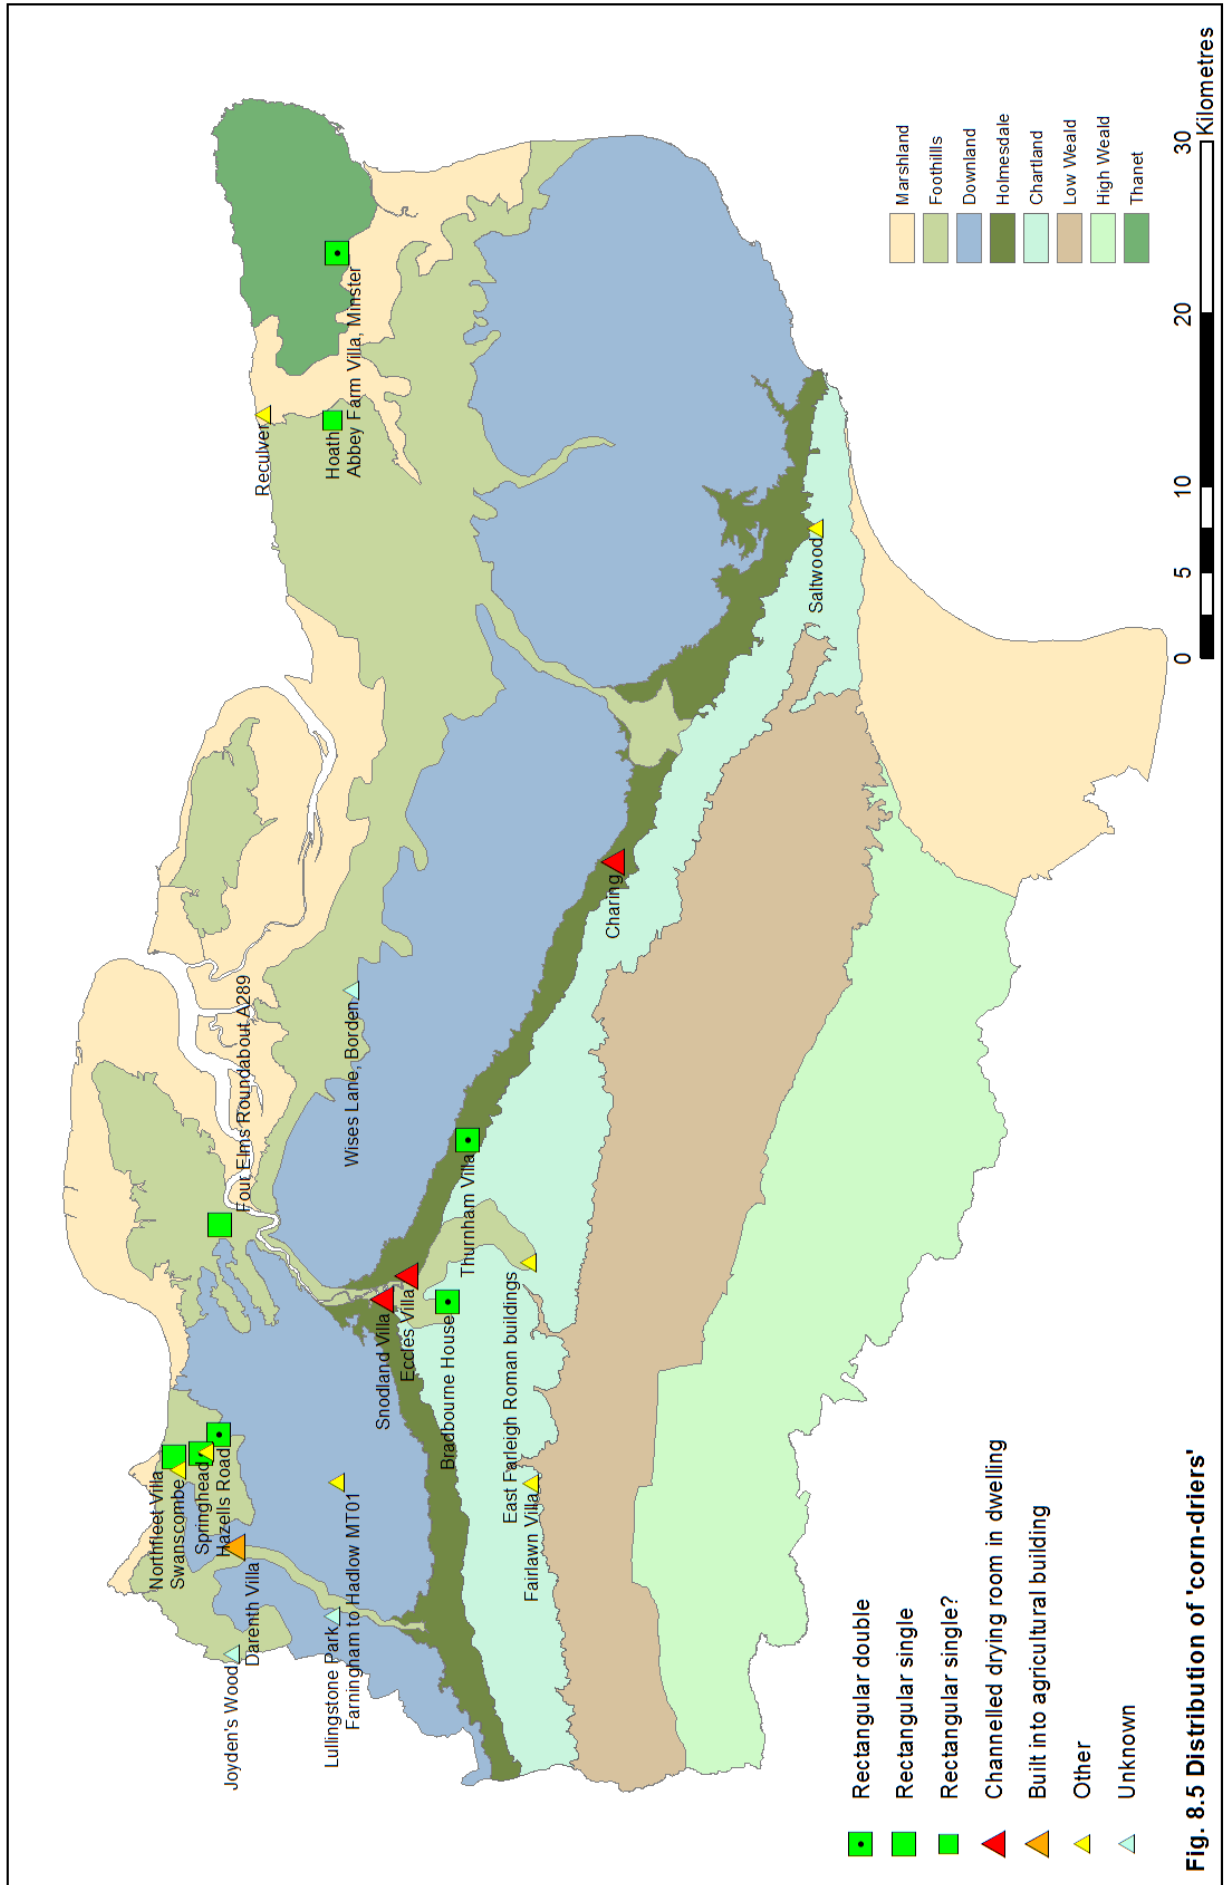 Reculver
Hoath
Abbey Farm Villa, Minster
Four Elms Roundabout A289
Wises Lane, Borden
Northfleet Villa
Swanscombe
Springhead
Hazells Road
Darenth Villa
Joyden's Wood
Lullingstone Park
Farningham to Hadlow MT01
Snodland Villa
Eccles Villa
Bradbourne House
Thurnham Villa
East Farleigh Roman buildings
Fairlawn Villa
Charing
Saltwood
Marshland
Foothillls
Downland
Holmesdale
Chartland
Low Weald
High Weald
Thanet
0 5 10 20 30
Kilometres
Rectangular double
Rectangular single
Rectangular single?
Channelled drying room in dwelling
Built into agricultural building
Other
Unknown
Fig. 8.5 Distribution of 'corn-driers'